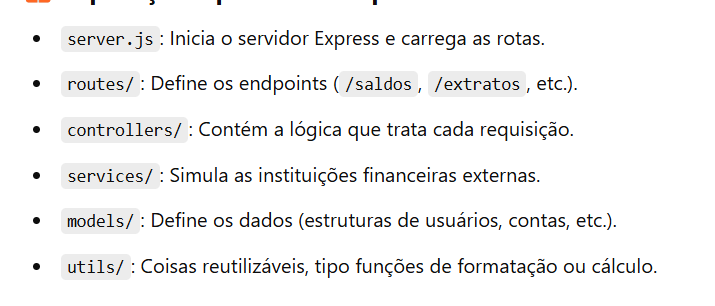 server.js: Inicia o servidor Express e carrega as rotas.
routes/: Define os endpoints (/saldos, /extratos, etc.).
controllers/: Contém a lógica que trata cada requisição.
services/: Simula as instituições financeiras externas.
models/: Define os dados (estruturas de usuários, contas, etc.).
utils/: Coisas reutilizáveis, tipo funções de formatação ou cálculo.